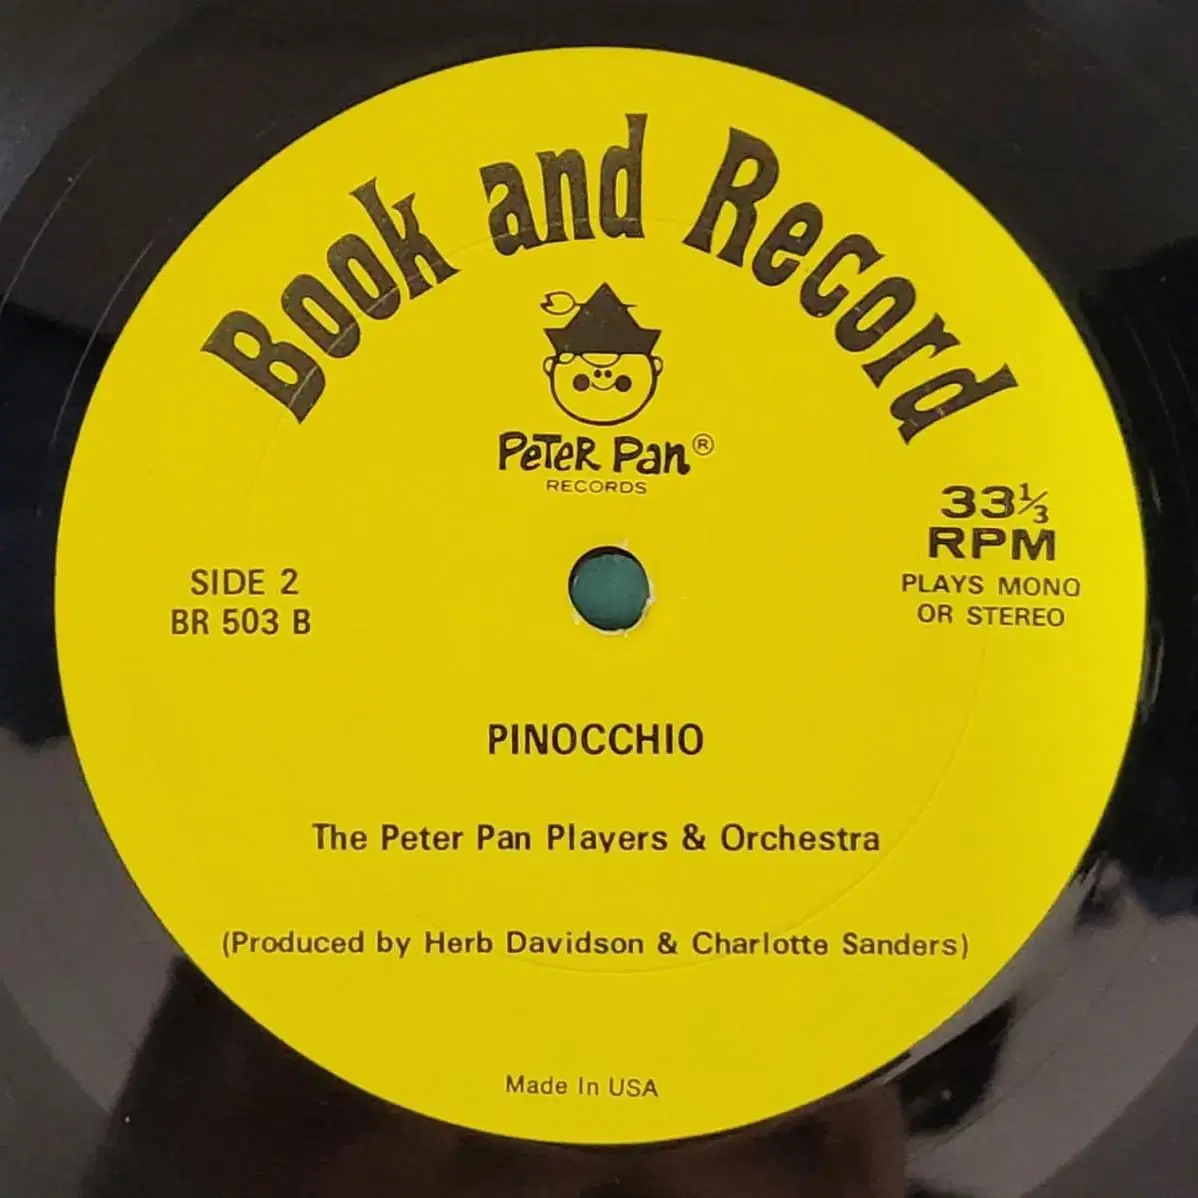 Book and Record
Peter Pan®
RECORDS
33⅓
RPM
PLAYS MONO
OR STEREO
SIDE 2
BR 503 B
PINOCCHIO
The Peter Pan Players & Orchestra
(Produced by Herb Davidson & Charlotte Sanders)
Made In USA